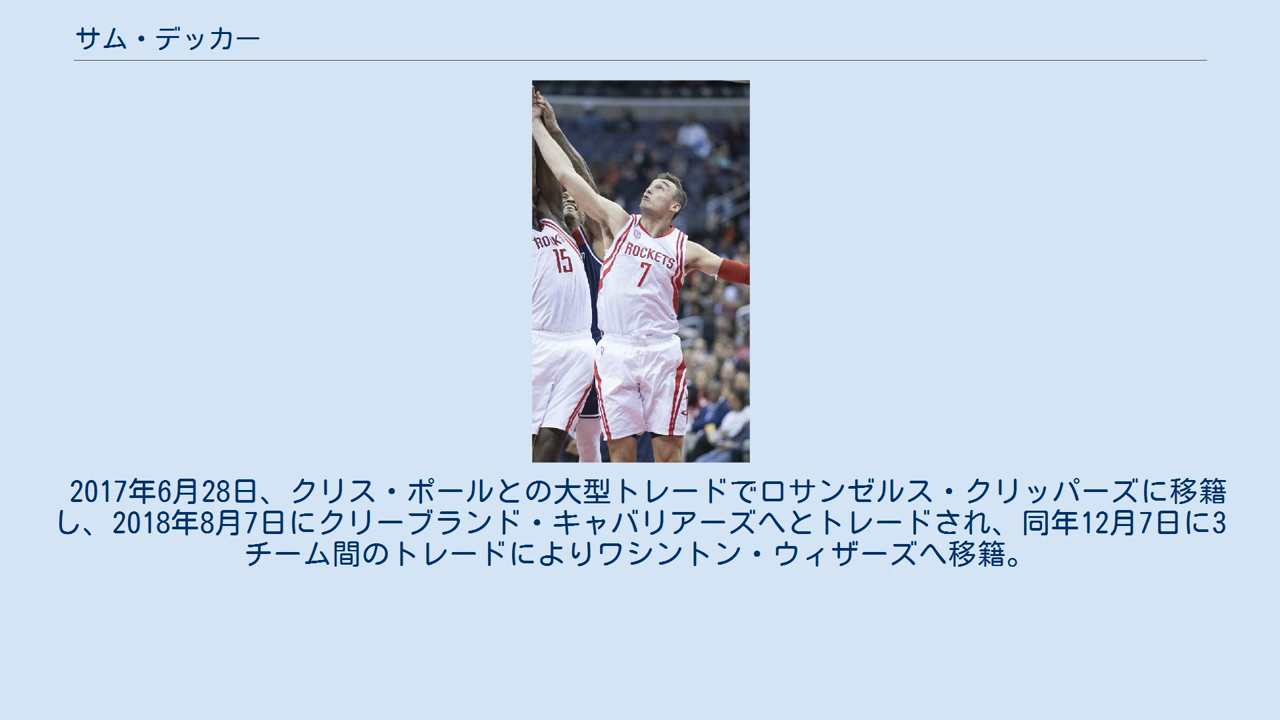 サム・デッカー
ROCKETS
15
ROCKETS
7
2017年6月28日、クリス・ポールとの大型トレードでロサンゼルス・クリッパーズに移籍
し、2018年8月7日にクリーブランド・キャバリアーズへとトレードされ、同年12月7日に3
チーム間のトレードによりワシントン・ウィザーズへ移籍。